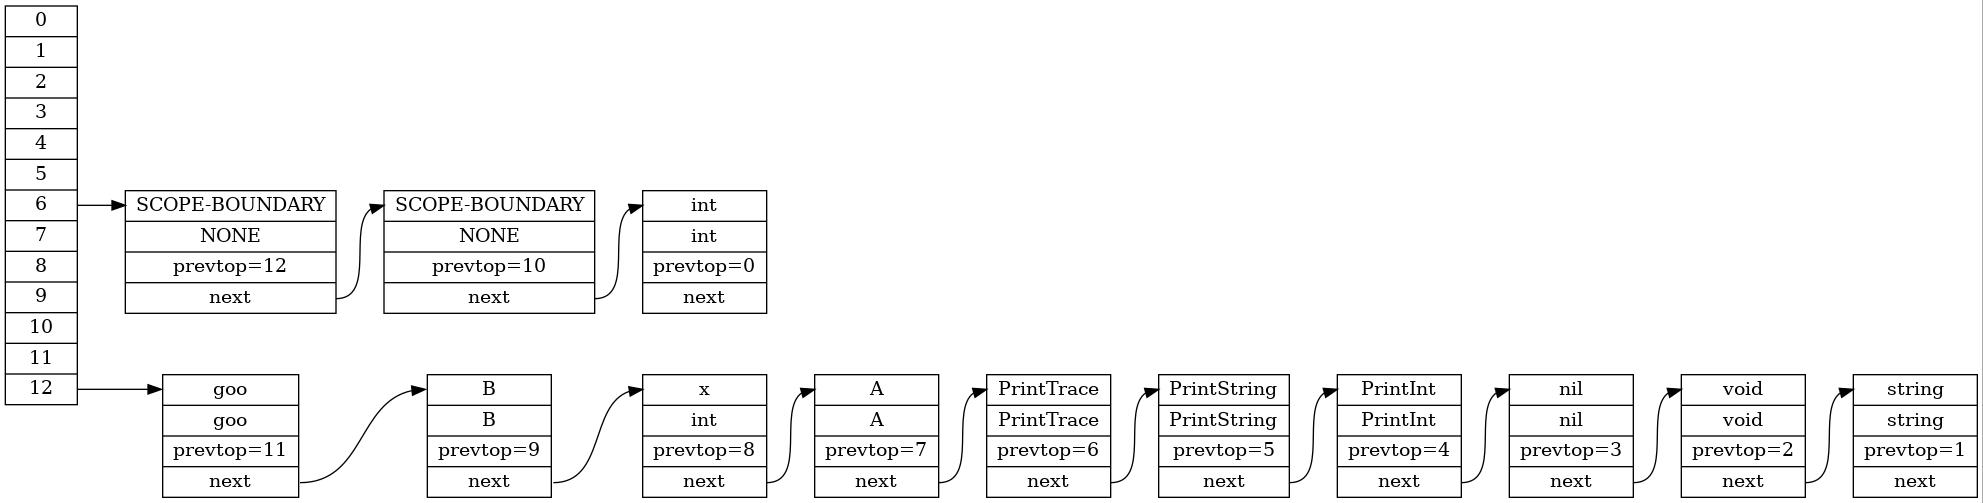 0
1
2
3
4
5
6
7
8
9
10
11
12
SCOPE-BOUNDARY
NONE
prevtop=12
next
SCOPE-BOUNDARY
NONE
prevtop=10
next
int
int
prevtop=0
next
goo
goo
prevtop=11
next
B
B
prevtop=9
next
x
int
prevtop=8
next
A
A
prevtop=7
next
PrintTrace
PrintTrace
prevtop=6
next
PrintString
PrintString
prevtop=5
next
PrintInt
PrintInt
prevtop=4
next
nil
nil
prevtop=3
next
void
void
prevtop=2
next
string
string
prevtop=1
next